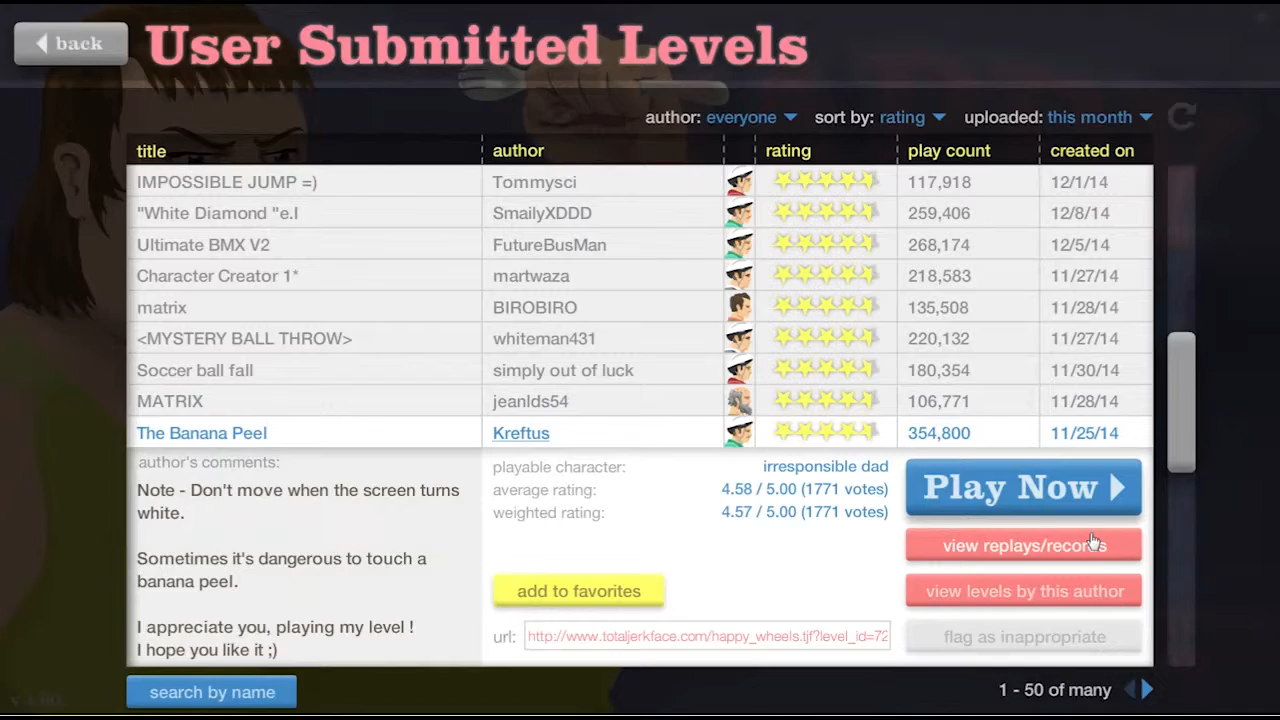 back
User Submitted Levels
author: everyone sort by: rating uploaded: this month
title author rating play count created on
IMPOSSIBLE JUMP =) Tommysci 117,918 12/1/14
"White Diamond "e.l SmailyXDDD 259,406 12/8/14
Ultimate BMX V2 FutureBusMan 268,174 12/5/14
Character Creator 1* martwaza 218,583 11/27/14
matrix BIROBIRO 135,508 11/28/14
<MYSTERY BALL THROW> whiteman431 220,132 11/27/14
Soccer ball fall simply out of luck 180,354 11/30/14
MATRIX jeanlds54 106,771 11/28/14
The Banana Peel Kreftus 354,800 11/25/14
author's comments:
Note - Don't move when the screen turns
white.
Sometimes it's dangerous to touch a
banana peel.
I appreciate you, playing my level !
I hope you like it ;)
playable character: irresponsible dad
average rating: 4.58 / 5.00 (1771 votes)
weighted rating: 4.57 / 5.00 (1771 votes)
add to favorites
url: http://www.totaljerkface.com/happy_wheels.tjf?level_id=72
Play Now
view replays/records
view levels by this author
flag as inappropriate
search by name
1 - 50 of many